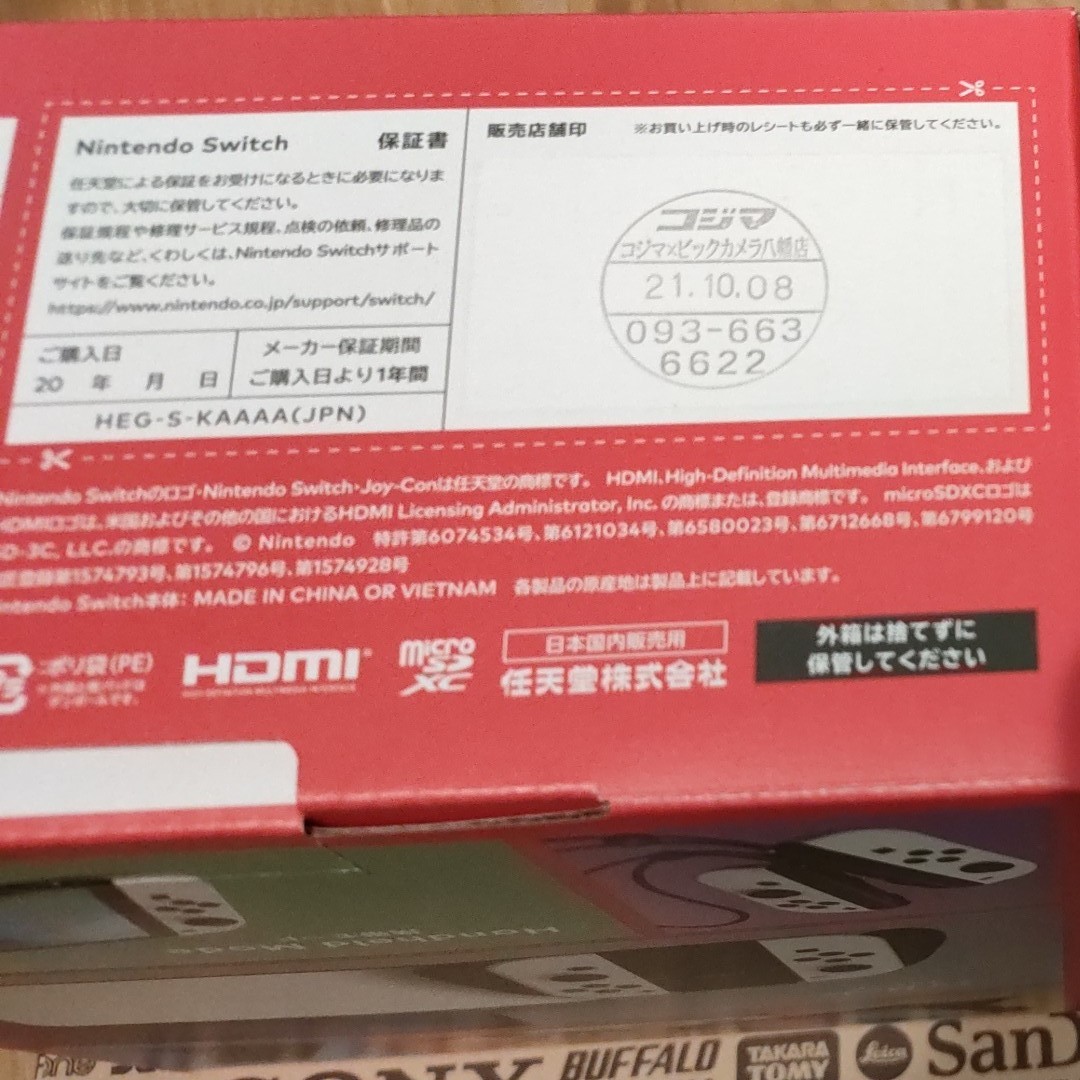 Nintendo Switch 保証書
任天堂による保証をお受けになるときに必要になりま
すので、大切に保管してください。
保証規程や修理サービス規程、点検の依頼、修理品の
送り先など、くわしくは、Nintendo Switchサポート
サイトをご覧ください。
https://www.nintendo.co.jp/support/switch/
ご購入日
20 年 月 日
メーカー保証期間
ご購入日より1年間
HEG-S-KAAAA(JPN)
販売店舗印 ※お買い上げ時のレシートも必ず一緒に保管してください。
コジマ
コジマ×ビックカメラ八幡店
21.10.08
093-663
6622
Nintendo Switchのロゴ・Nintendo Switch・Joy-Conは任天堂の商標です。 HDMI、High-Definition Multimedia Interface、および
HDMIロゴは、米国およびその他の国におけるHDMI Licensing Administrator, Inc. の商標または、登録商標です。 microSDXCロゴは
SD-3C, LLC.の商標です。 © Nintendo 特許第6074534号、第6121034号、第6580023号、第6712668号、第6799120号
登録第1574793号、第1574796号、第1574928号
Nintendo Switch本体: MADE IN CHINA OR VIETNAM 各製品の原産地は製品上に記載しています。
ポリ袋(PE)
HDMI
HIGH-DEFINITION MULTIMEDIA INTERFACE
micro
SD
XC
日本国内販売用
任天堂株式会社
外箱は捨てずに
保管してください
Handheld Mode
SONY
BUFFALO
TAKARA
TOMY
Leica
SanD